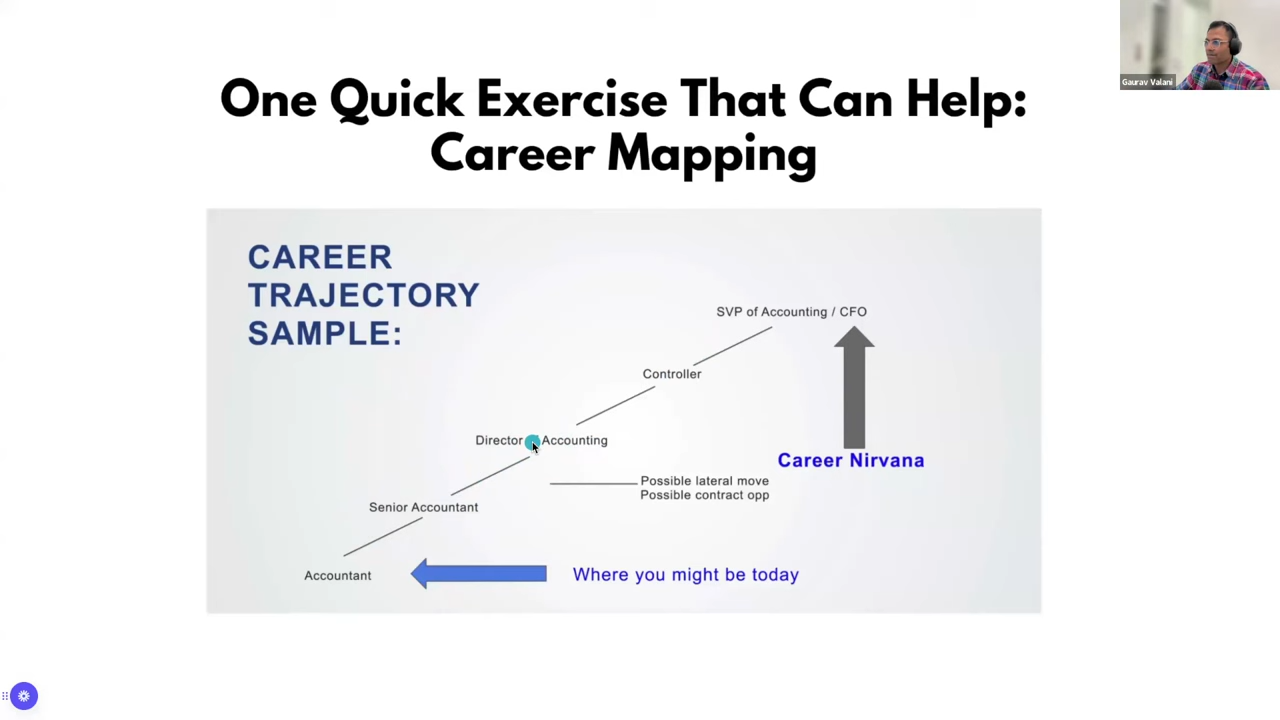 One Quick Exercise That Can Help:
Career Mapping
Gaurav Valani
CAREER
TRAJECTORY
SAMPLE:
SVP of Accounting / CFO
Controller
Director Accounting
Career Nirvana
Possible lateral move
Possible contract opp
Senior Accountant
Accountant
Where you might be today